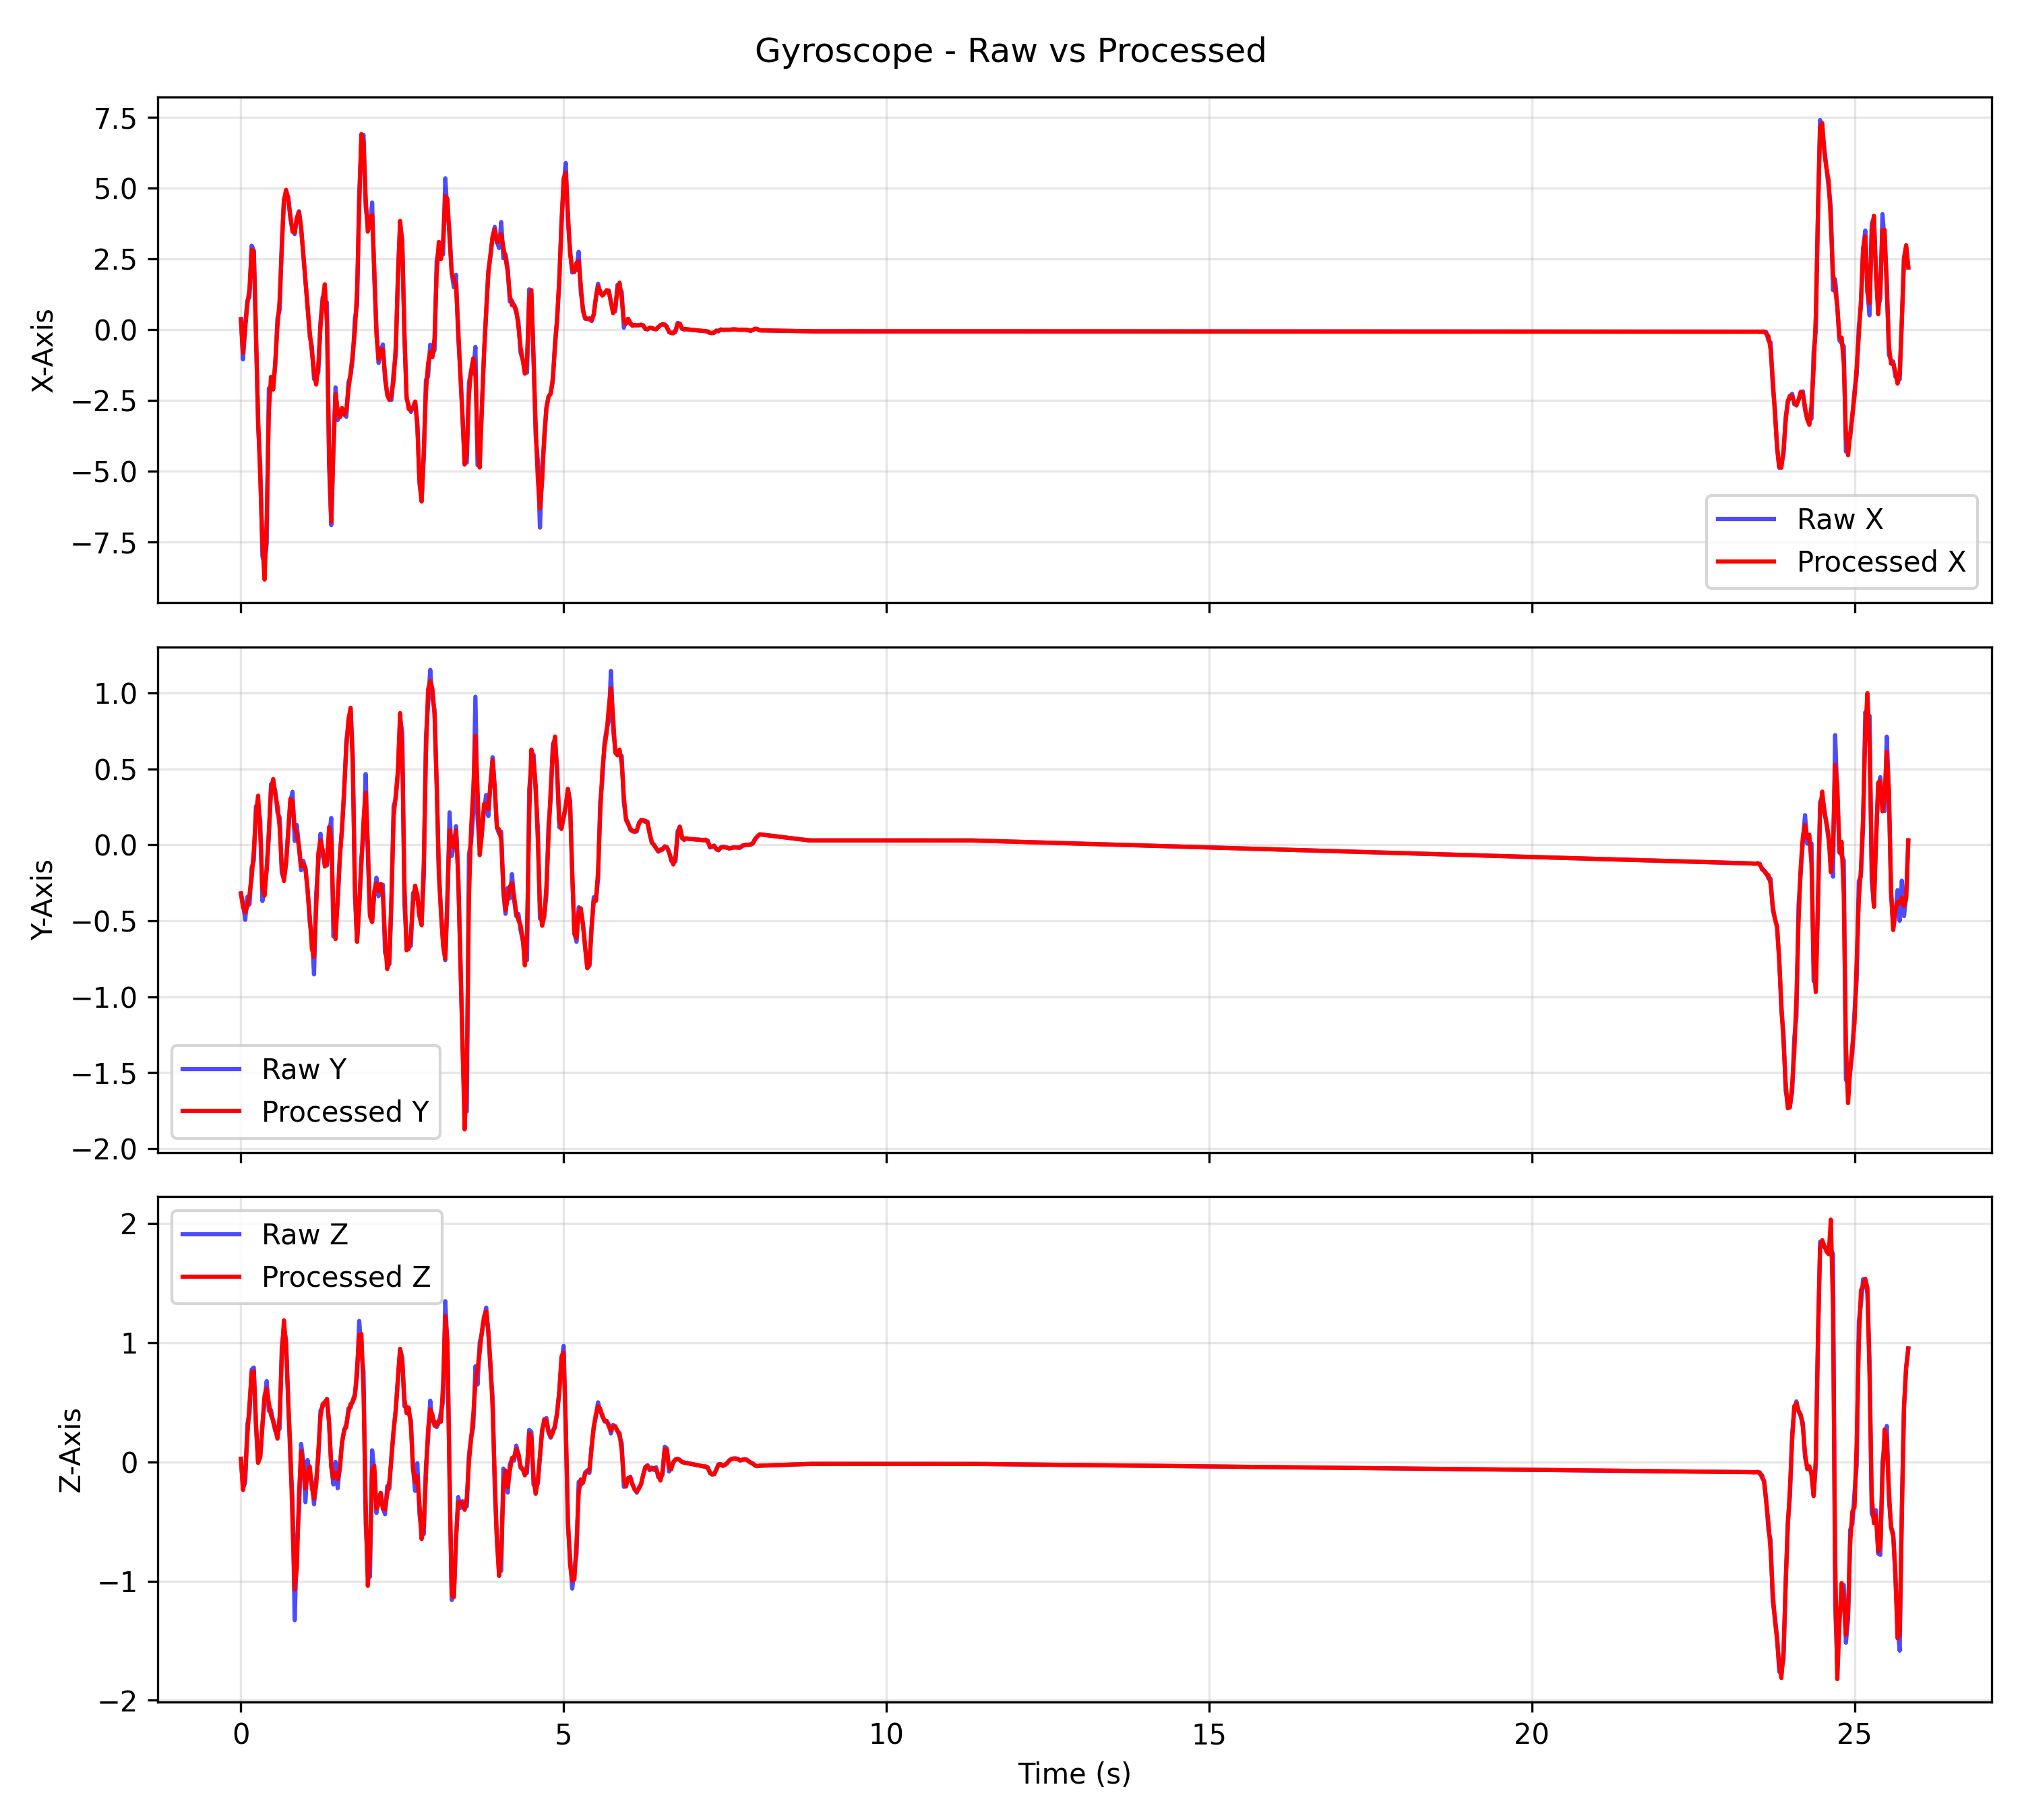 Gyroscope - Raw vs Processed
7.5
5.0
2.5
0.0
−2.5
−5.0
−7.5
X-Axis
Raw X
Processed X
1.0
0.5
0.0
−0.5
−1.0
−1.5
−2.0
Y-Axis
Raw Y
Processed Y
2
1
0
−1
−2
Z-Axis
Raw Z
Processed Z
0 5 10 15 20 25
Time (s)